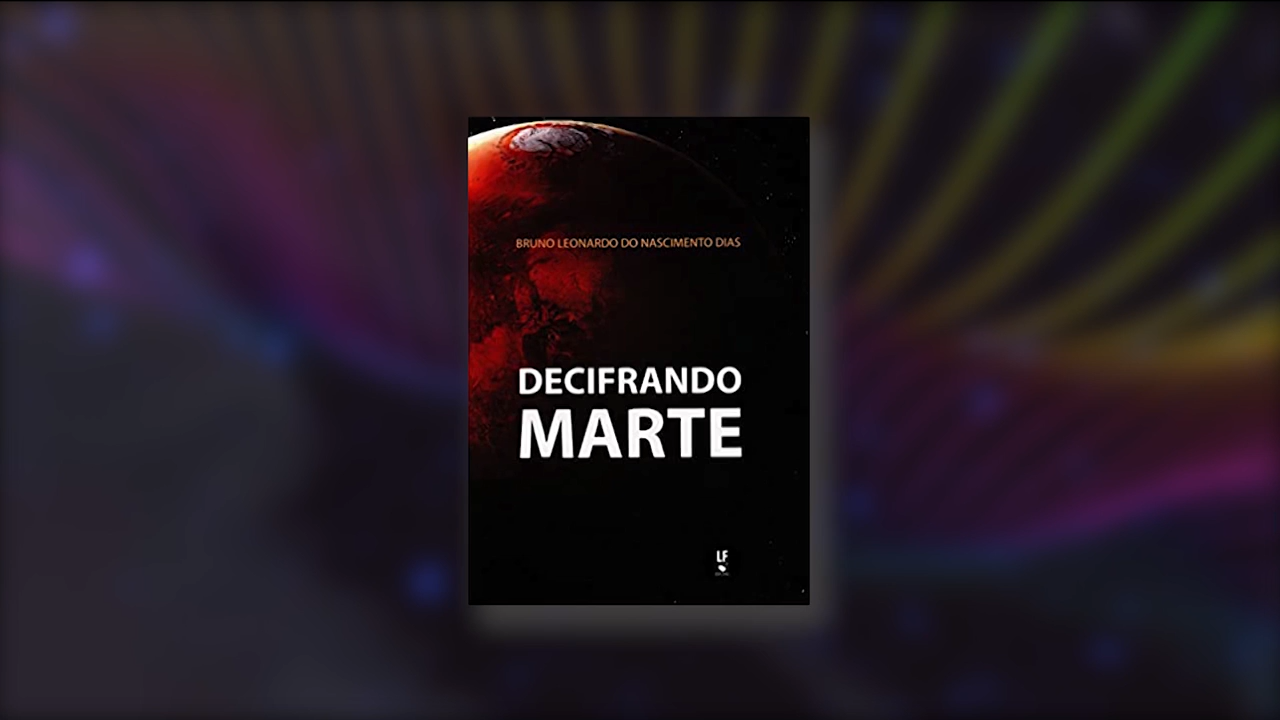 BRUNO LEONARDO DO NASCIMENTO DIAS
DECIFRANDO
MARTE
LF